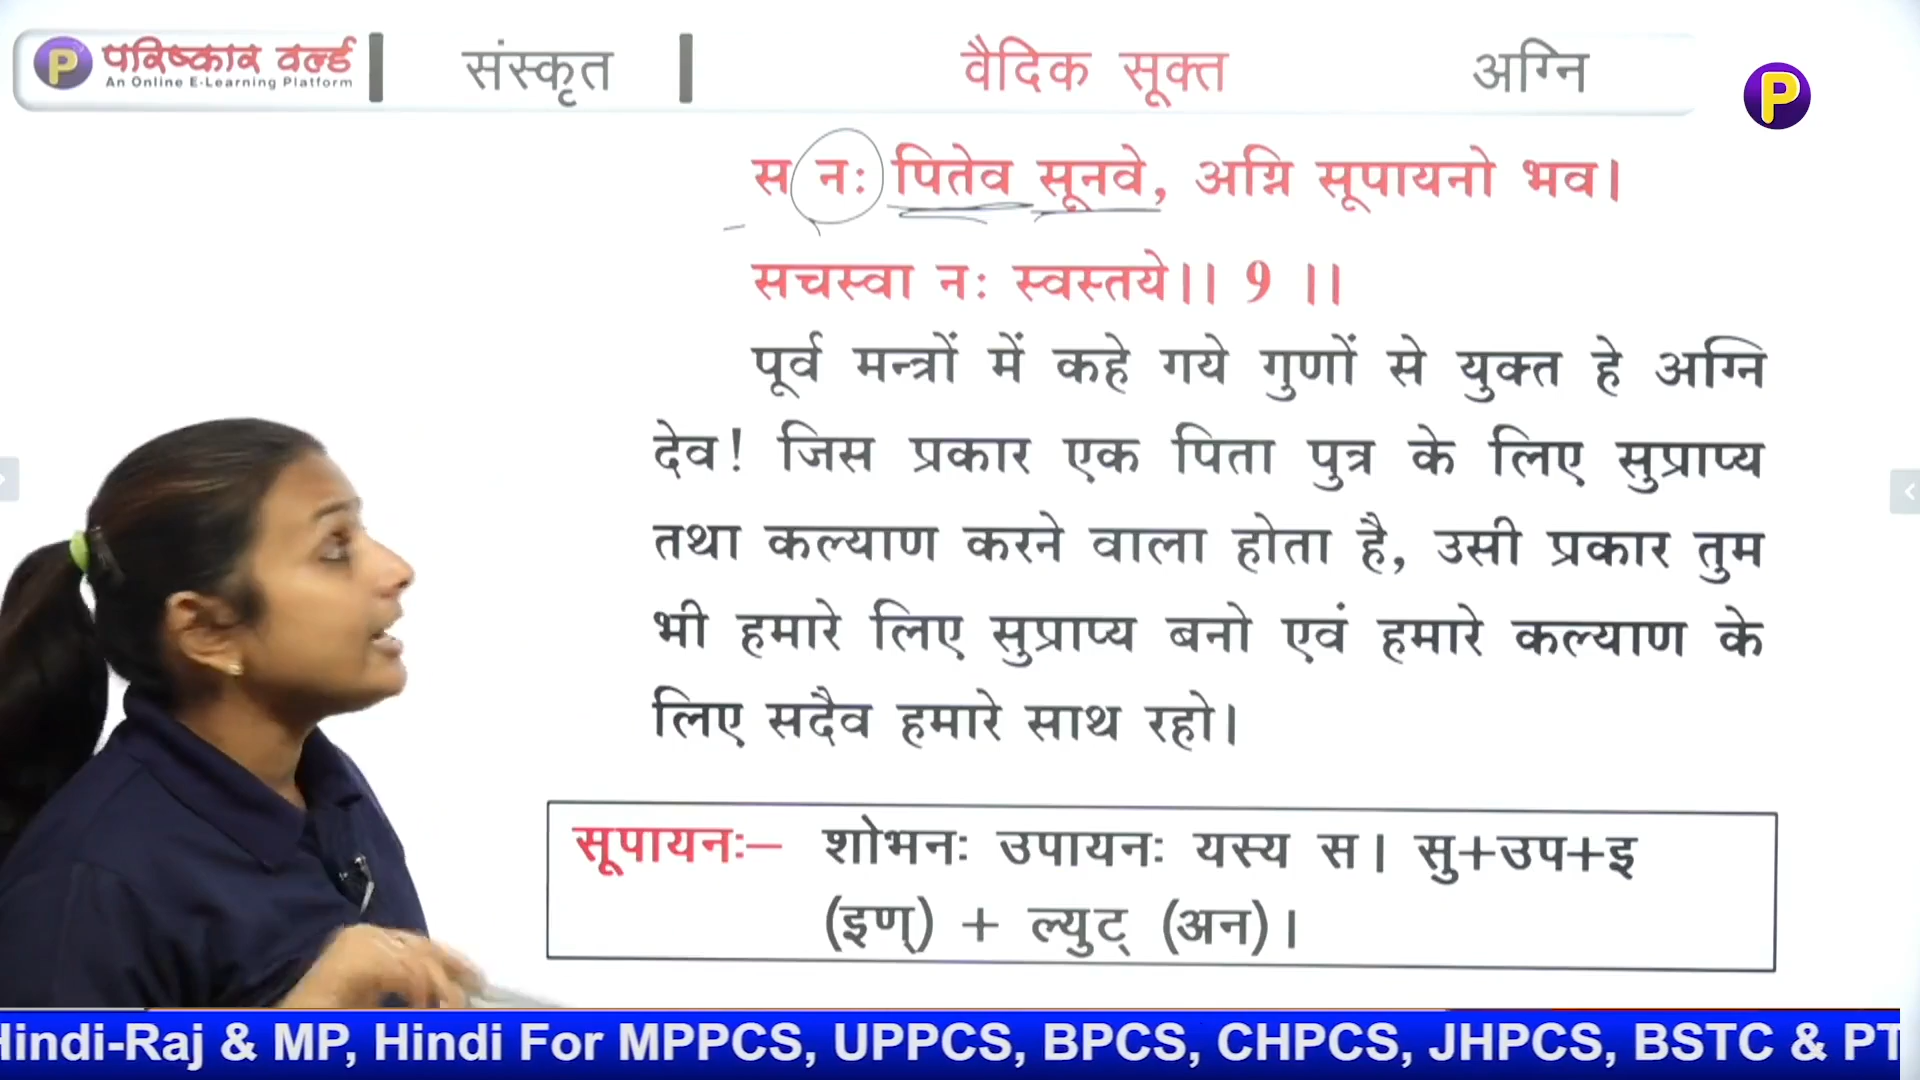 परिष्कार वर्ल्ड
An Online E-Learning Platform
संस्कृत
वैदिक सूक्त
अग्नि
P
स नः पितेव सूनवे, अग्नि सूपायनो भव।
सचस्वा नः स्वस्तये।। 9 ।।
पूर्व मन्त्रों में कहे गये गुणों से युक्त हे अग्नि
देव! जिस प्रकार एक पिता पुत्र के लिए सुप्राप्य
तथा कल्याण करने वाला होता है, उसी प्रकार तुम
भी हमारे लिए सुप्राप्य बनो एवं हमारे कल्याण के
लिए सदैव हमारे साथ रहो।
सूपायनः– शोभनः उपायनः यस्य स। सु+उप+इ
(इण्) + ल्युट् (अन)।
Hindi-Raj & MP, Hindi For MPPCS, UPPCS, BPCS, CHPCS, JHPCS, BSTC & PT